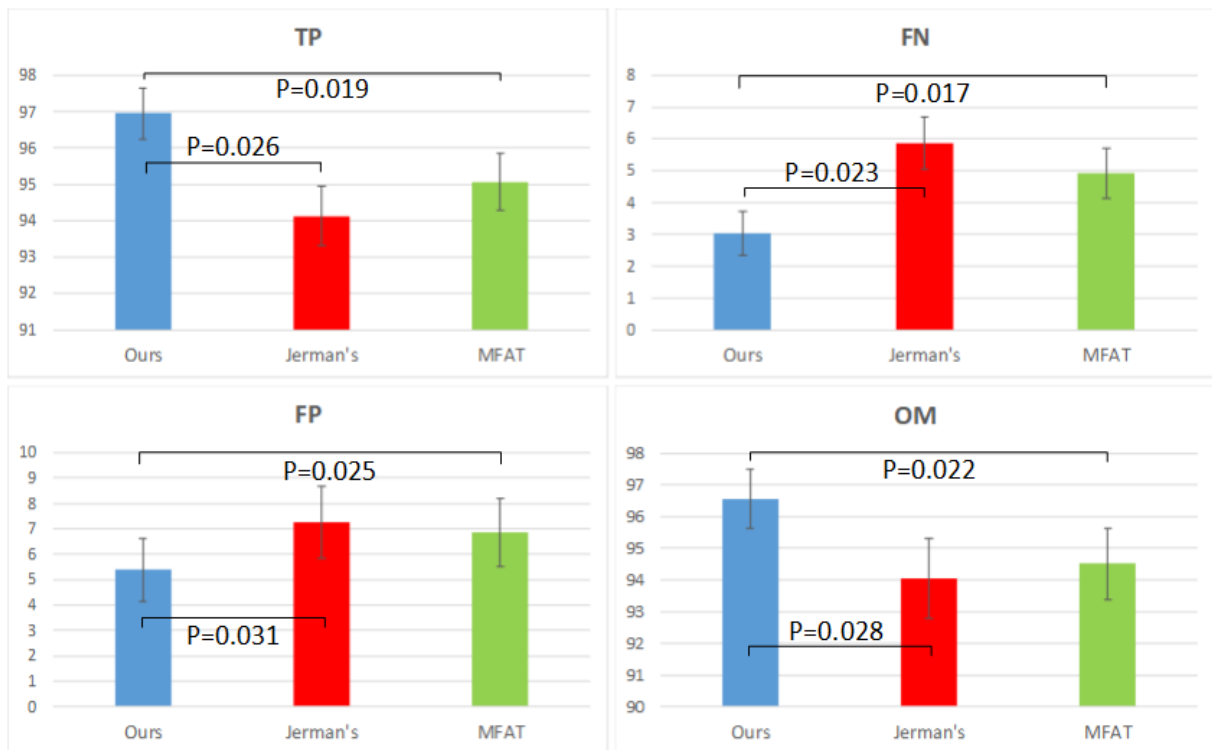 TP
98
97
96
95
94
93
92
91
P=0.019
P=0.026
Ours Jerman's MFAT
FN
8
7
6
5
4
3
2
1
0
P=0.017
P=0.023
Ours Jerman's MFAT
FP
10
9
8
7
6
5
4
3
2
1
0
P=0.025
P=0.031
Ours Jerman's MFAT
OM
98
97
96
95
94
93
92
91
90
P=0.022
P=0.028
Ours Jerman's MFAT